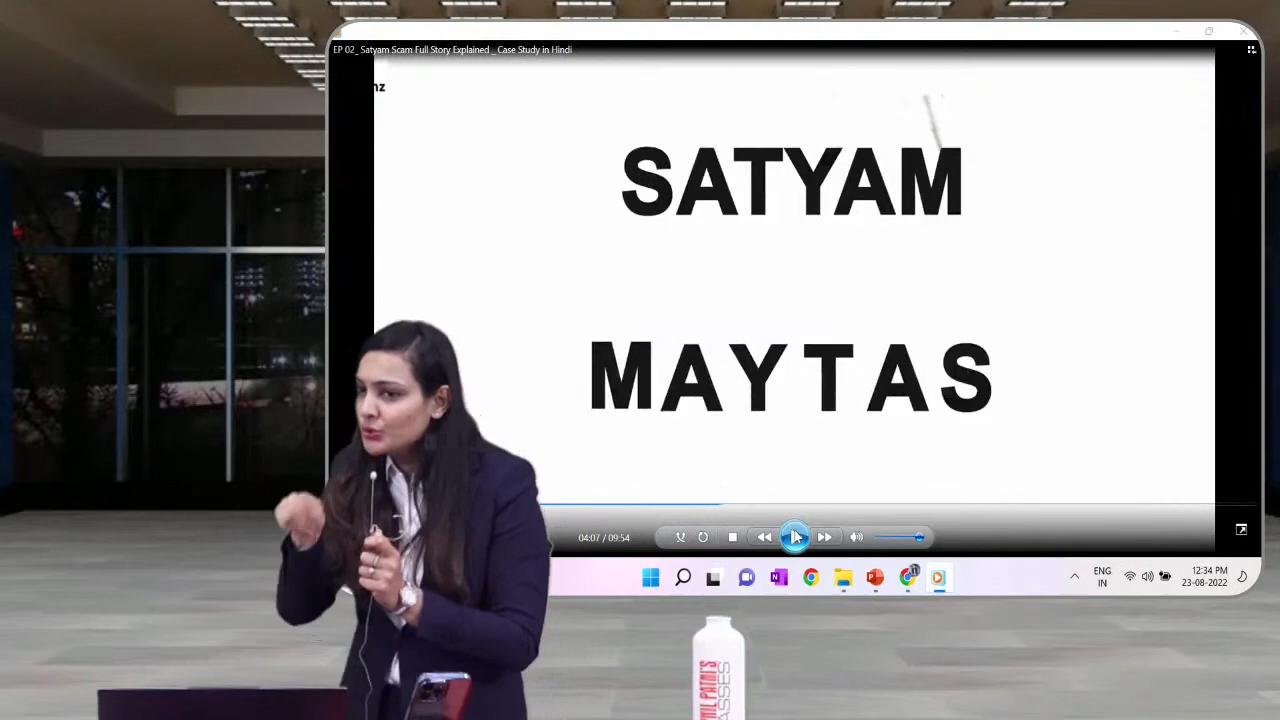 EP 02_ Satyam Scam Full Story Explained _ Case Study in Hindi
nz
SATYAM
MAYTAS
04:07 / 09:54
ENG
IN
12:34 PM
23-08-2022